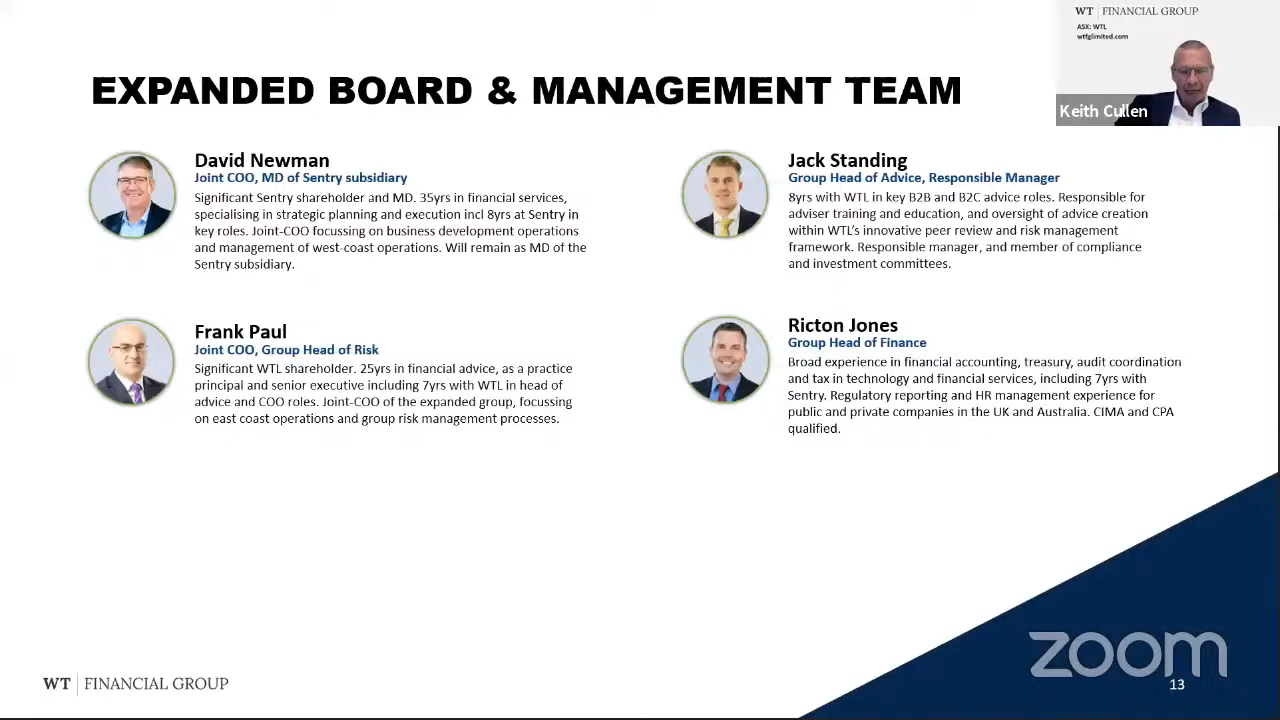 WT | FINANCIAL GROUP
ASX: WTL
wtfglimited.com
Keith Cullen
EXPANDED BOARD & MANAGEMENT TEAM
David Newman
Joint COO, MD of Sentry subsidiary
Significant Sentry shareholder and MD. 35yrs in financial services,
specialising in strategic planning and execution incl 8yrs at Sentry in
key roles. Joint-COO focussing on business development operations
and management of west-coast operations. Will remain as MD of the
Sentry subsidiary.
Jack Standing
Group Head of Advice, Responsible Manager
8yrs with WTL in key B2B and B2C advice roles. Responsible for
adviser training and education, and oversight of advice creation
within WTL's innovative peer review and risk management
framework. Responsible manager, and member of compliance
and investment committees.
Frank Paul
Joint COO, Group Head of Risk
Significant WTL shareholder. 25yrs in financial advice, as a practice
principal and senior executive including 7yrs with WTL in head of
advice and COO roles. Joint-COO of the expanded group, focussing
on east coast operations and group risk management processes.
Ricton Jones
Group Head of Finance
Broad experience in financial accounting, treasury, audit coordination
and tax in technology and financial services, including 7yrs with
Sentry. Regulatory reporting and HR management experience for
public and private companies in the UK and Australia. CIMA and CPA
qualified.
zoom
13
WT | FINANCIAL GROUP